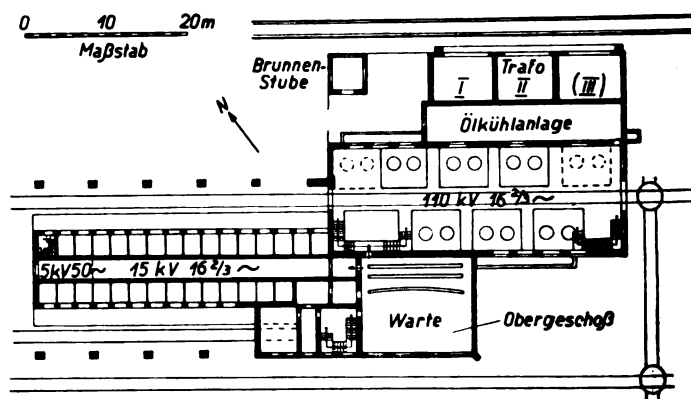 0 10 20m
Maßstab
Brunnen-
Stube
Trafo
I II (III)
N
Ölkühlanlage
110 kV 16 2/3 ~
5kV50~ 15 kV 16 2/3 ~
Warte
Obergeschoß